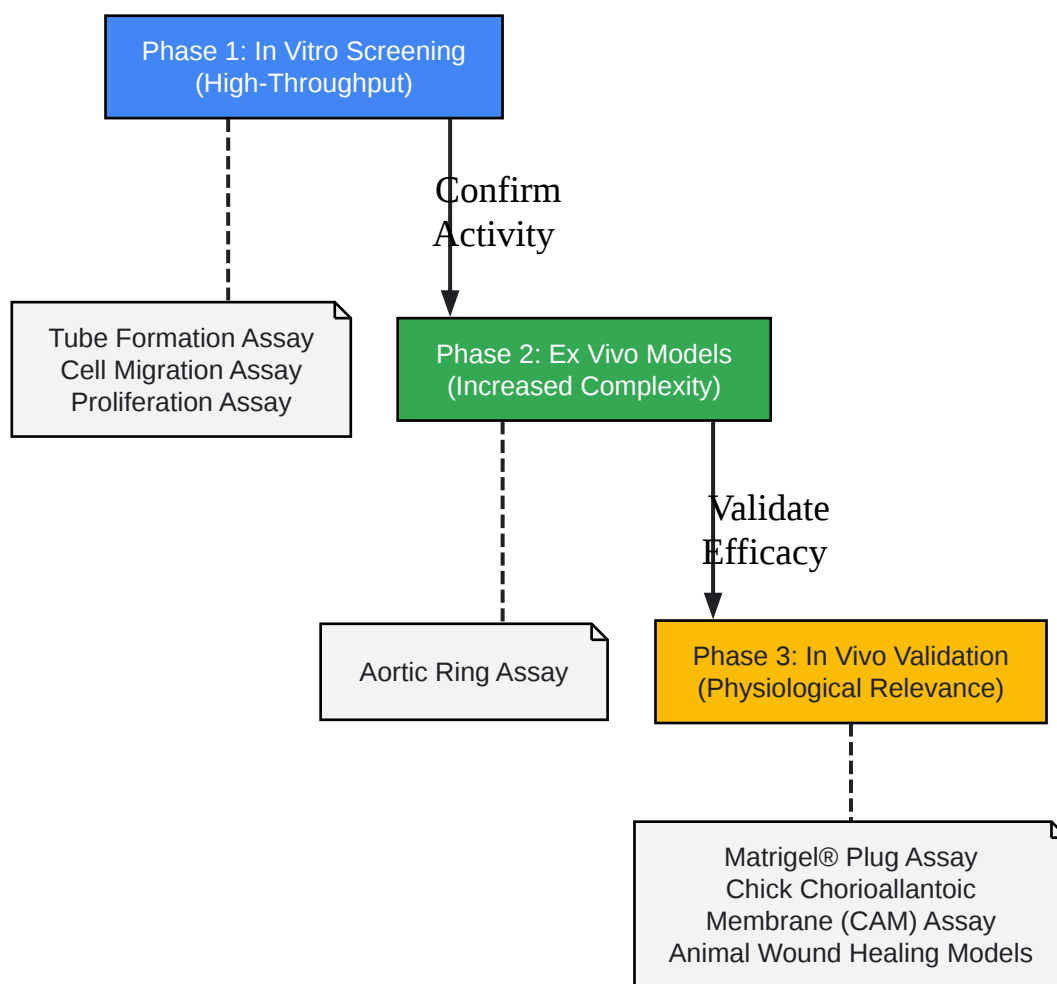 Phase 1: In Vitro Screening
(High-Throughput)
Confirm
Activity
Tube Formation Assay
Cell Migration Assay
Proliferation Assay
Phase 2: Ex Vivo Models
(Increased Complexity)
Validate
Efficacy
Aortic Ring Assay
Phase 3: In Vivo Validation
(Physiological Relevance)
Matrigel® Plug Assay
Chick Chorioallantoic
Membrane (CAM) Assay
Animal Wound Healing Models